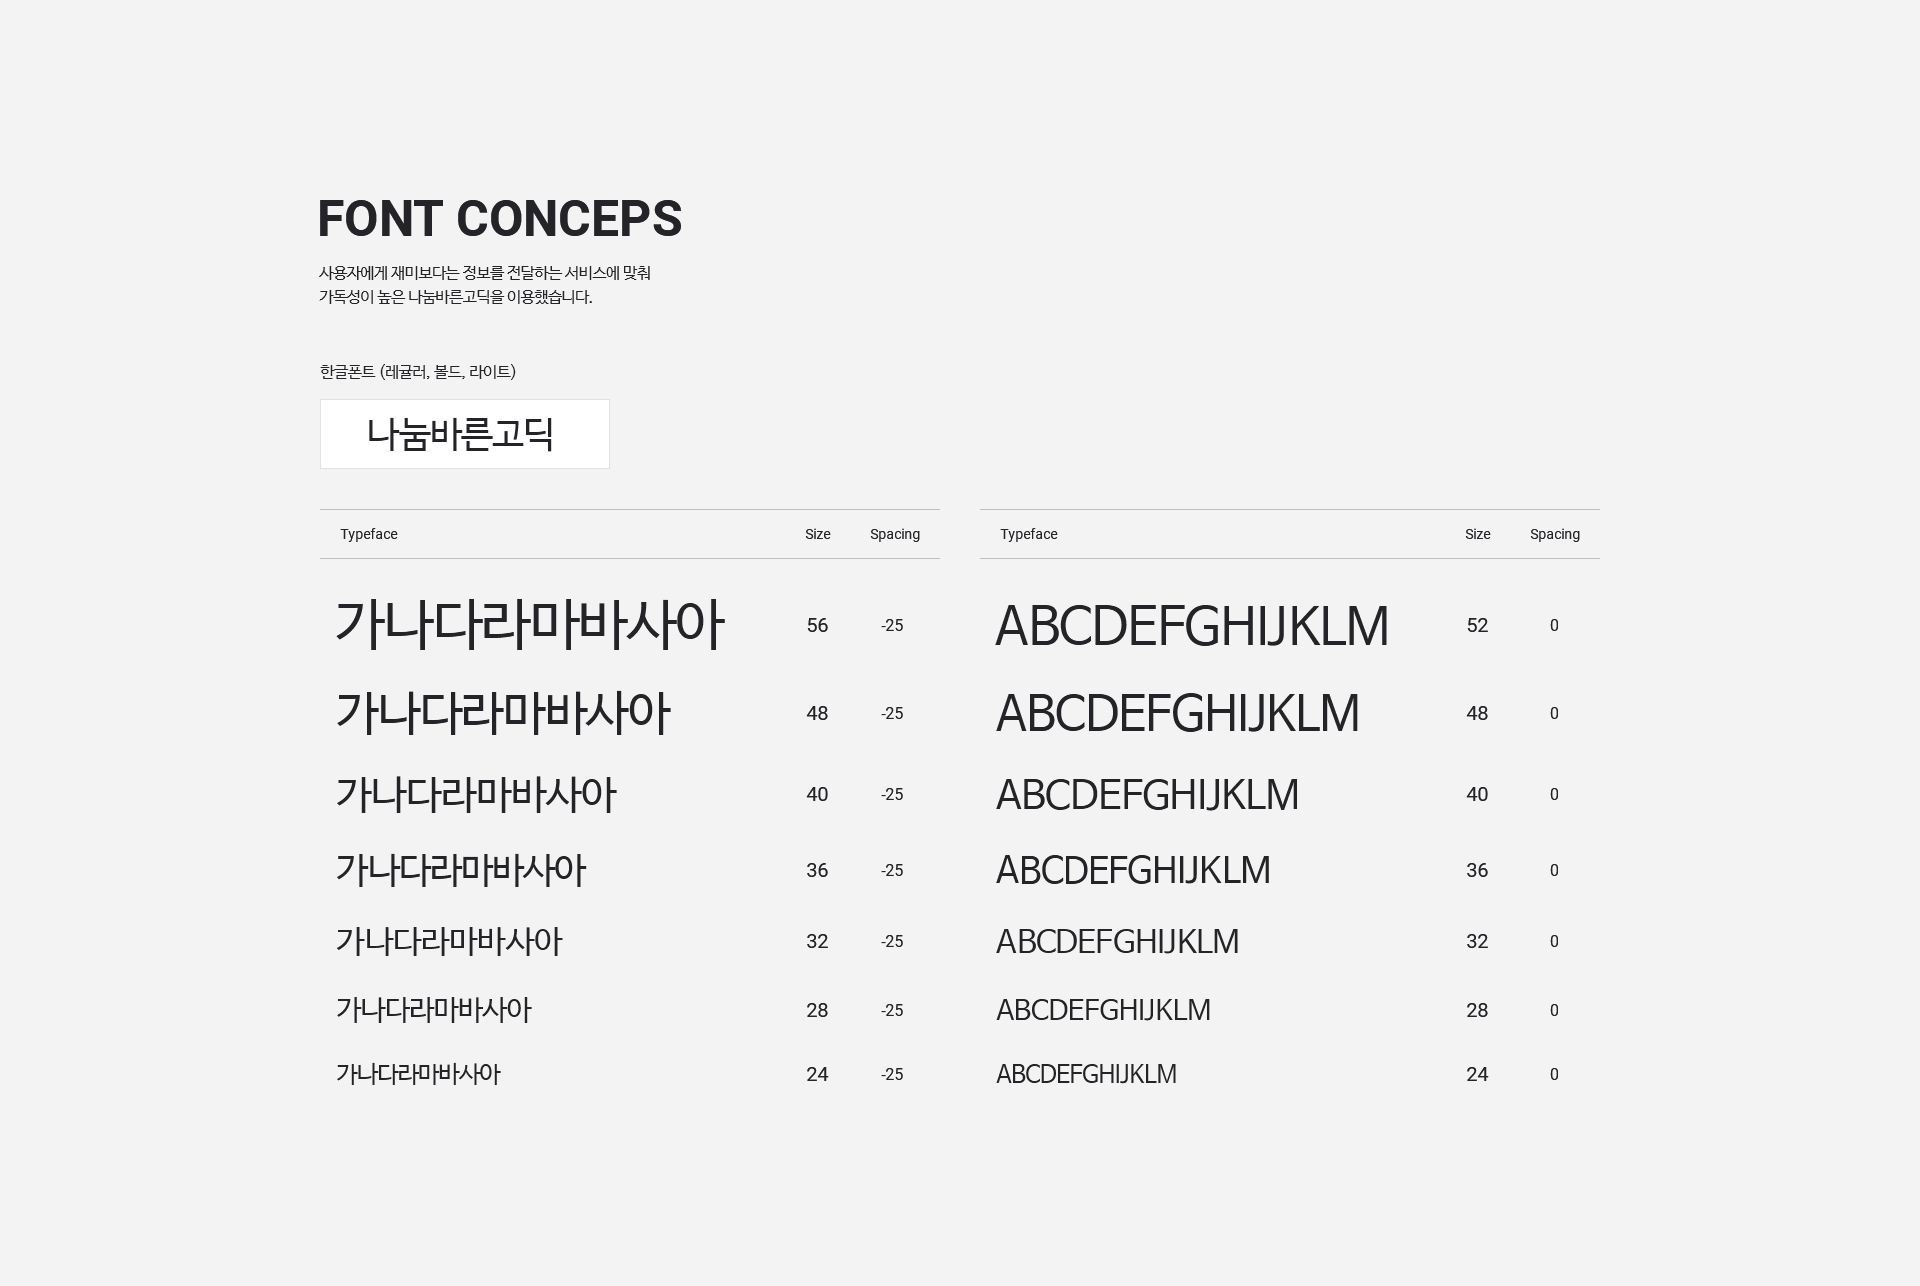 FONT CONCEPS
사용자에게 재미보다는 정보를 전달하는 서비스에 맞춰
가독성이 높은 나눔바른고딕을 이용했습니다.
한글폰트 (레귤러, 볼드, 라이트)
나눔바른고딕
Typeface Size Spacing
가나다라마바사아 56 -25
가나다라마바사아 48 -25
가나다라마바사아 40 -25
가나다라마바사아 36 -25
가나다라마바사아 32 -25
가나다라마바사아 28 -25
가나다라마바사아 24 -25
Typeface Size Spacing
ABCDEFGHIJKLM 52 0
ABCDEFGHIJKLM 48 0
ABCDEFGHIJKLM 40 0
ABCDEFGHIJKLM 36 0
ABCDEFGHIJKLM 32 0
ABCDEFGHIJKLM 28 0
ABCDEFGHIJKLM 24 0